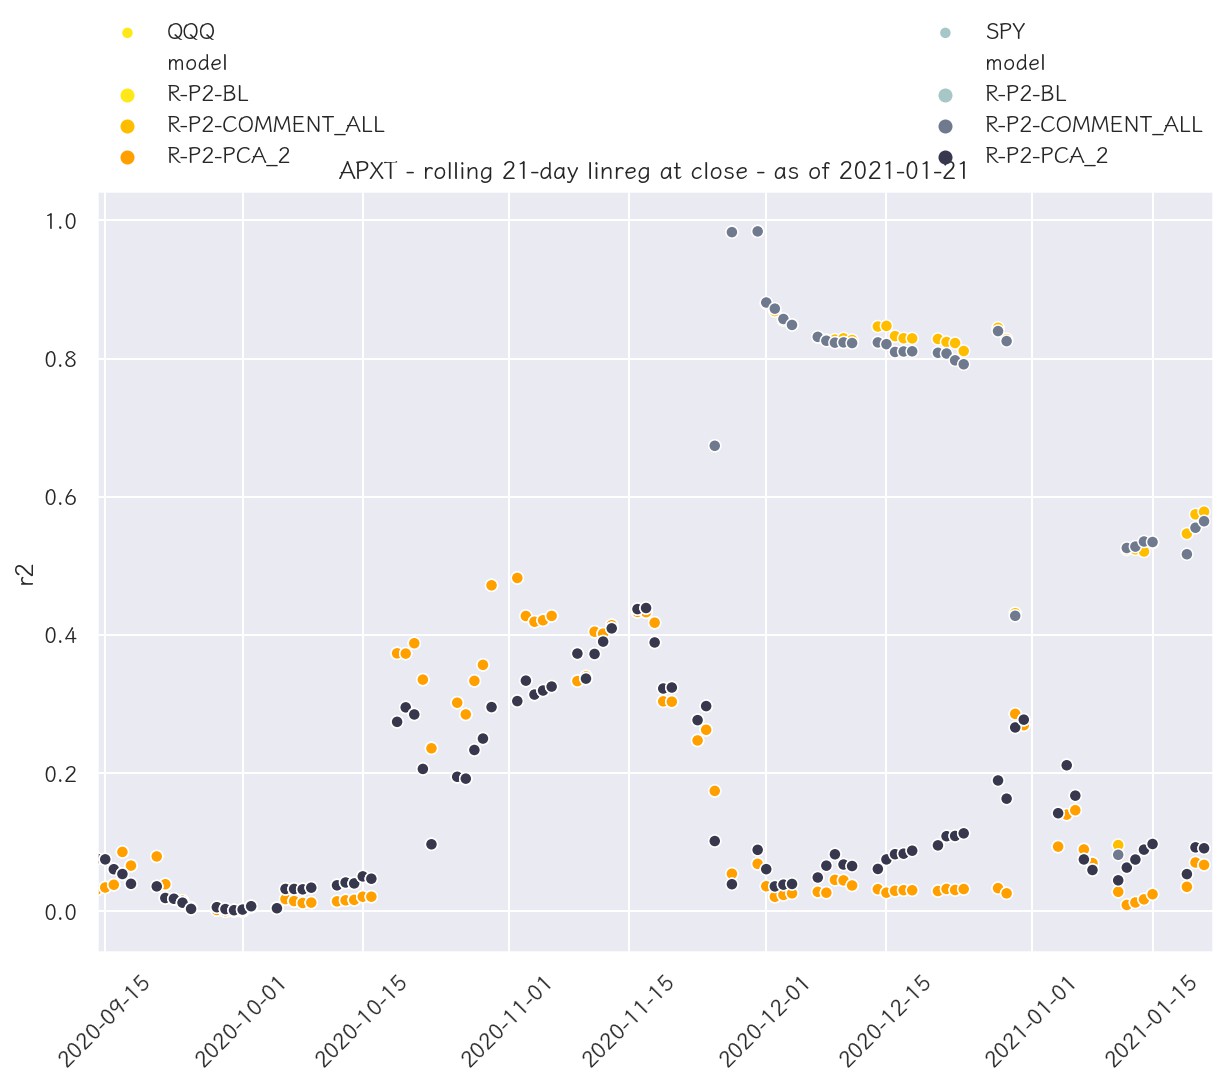 QQQ
model
R-P2-BL
R-P2-COMMENT_ALL
R-P2-PCA_2
SPY
model
R-P2-BL
R-P2-COMMENT_ALL
R-P2-PCA_2
APXT - rolling 21-day linreg at close - as of 2021-01-21
1.0
0.8
0.6
0.4
0.2
0.0
r2
2020-09-15
2020-10-01
2020-10-15
2020-11-01
2020-11-15
2020-12-01
2020-12-15
2021-01-01
2021-01-15